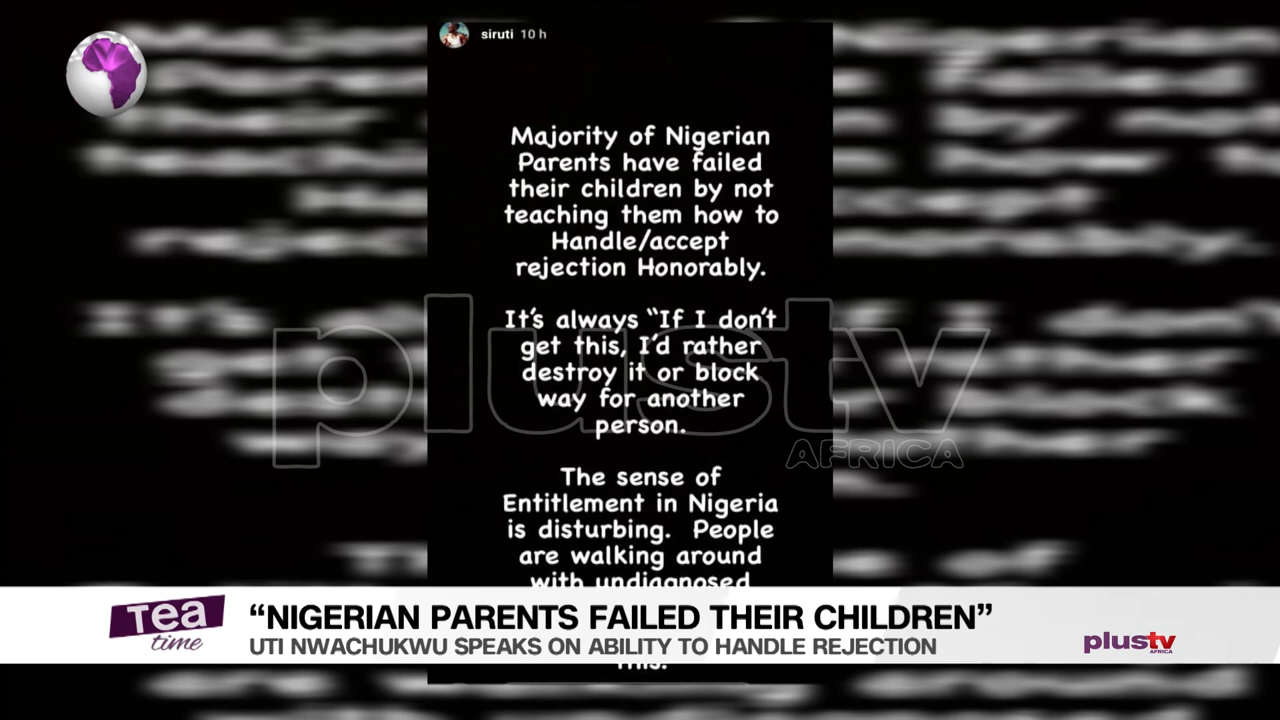 siruti 10 h
Majority of Nigerian
Parents have failed
their children by not
teaching them how to
Handle/accept
rejection Honorably.
It's always “If I don't
get this, I'd rather
destroy it or block
way for another
person.
The sense of
Entitlement in Nigeria
is disturbing. People
are walking around
with undiagnosed
Tea
time
“NIGERIAN PARENTS FAILED THEIR CHILDREN”
UTI NWACHUKWU SPEAKS ON ABILITY TO HANDLE REJECTION
plustv
AFRICA
this.
plustv
AFRICA